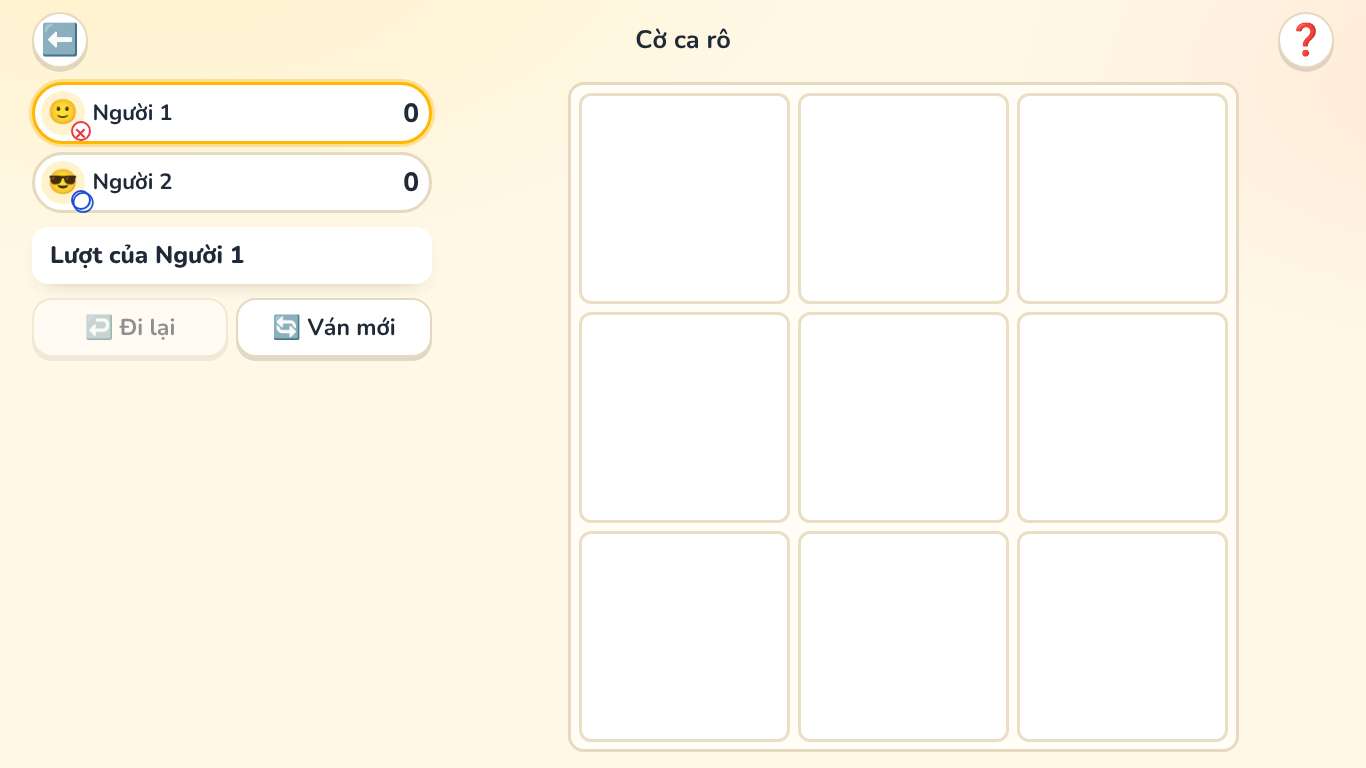 Cờ ca rô
Người 1
0
Người 2
0
Lượt của Người 1
Đi lại
Ván mới